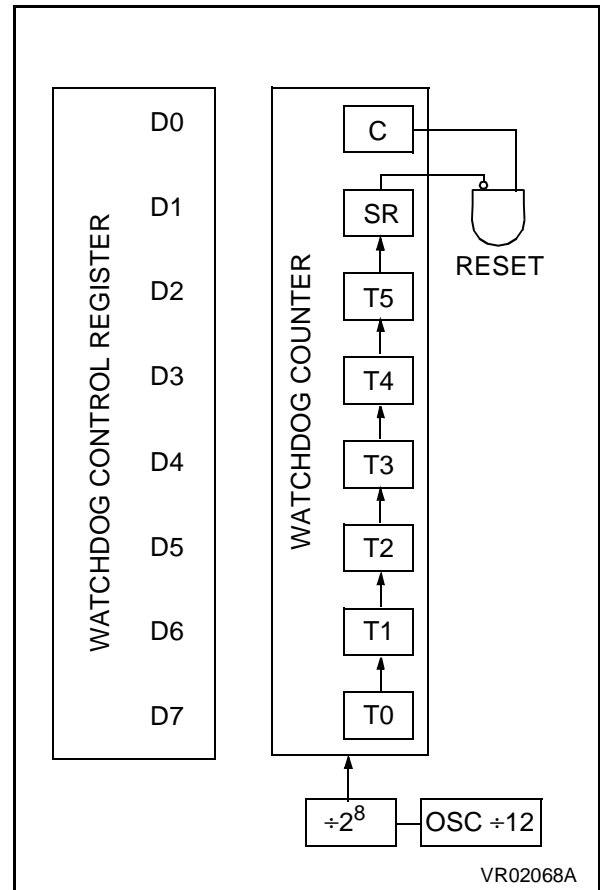 WATCHDOG CONTROL REGISTER
D0
D1
D2
D3
D4
D5
D6
D7
WATCHDOG COUNTER
C
SR
T5
T4
T3
T2
T1
T0
RESET
÷2⁸
OSC ÷12
VR02068A